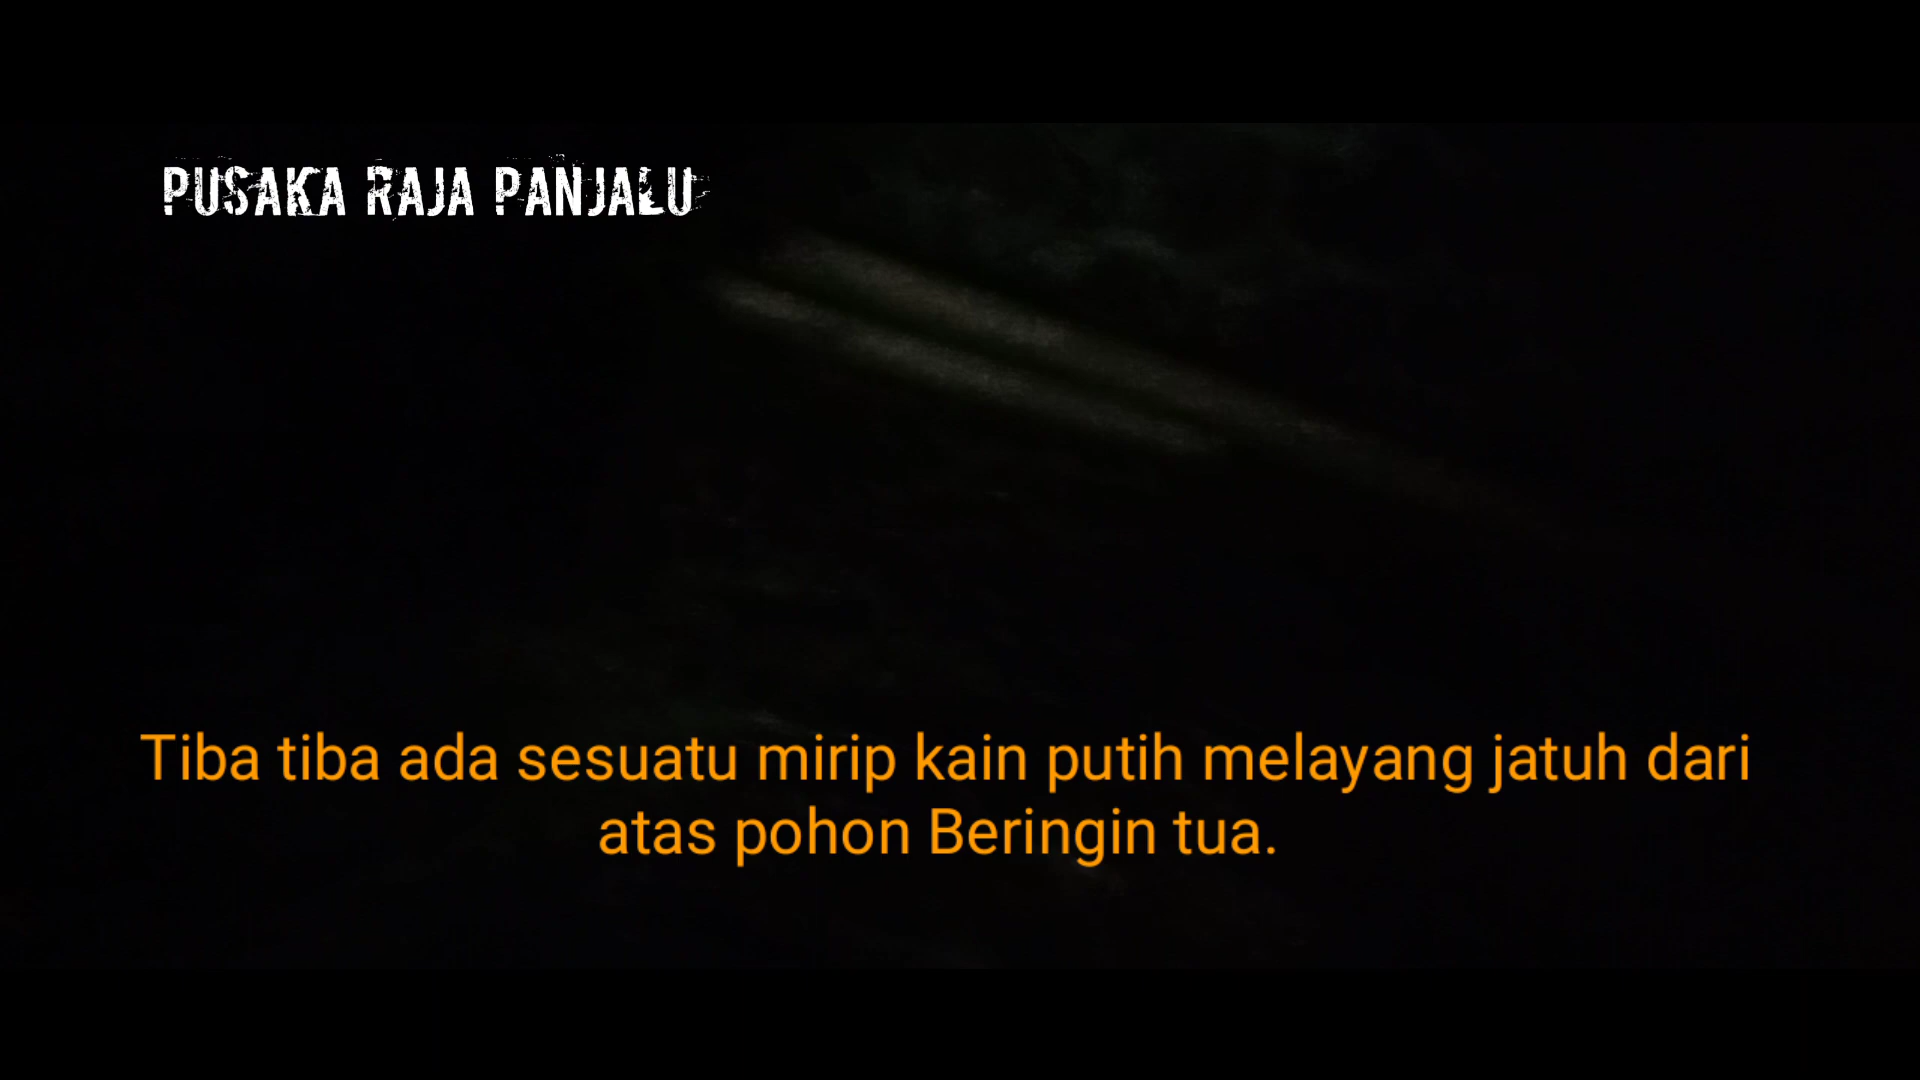 PUSAKA RAJA PANJALU
Tiba tiba ada sesuatu mirip kain putih melayang jatuh dari
atas pohon Beringin tua.